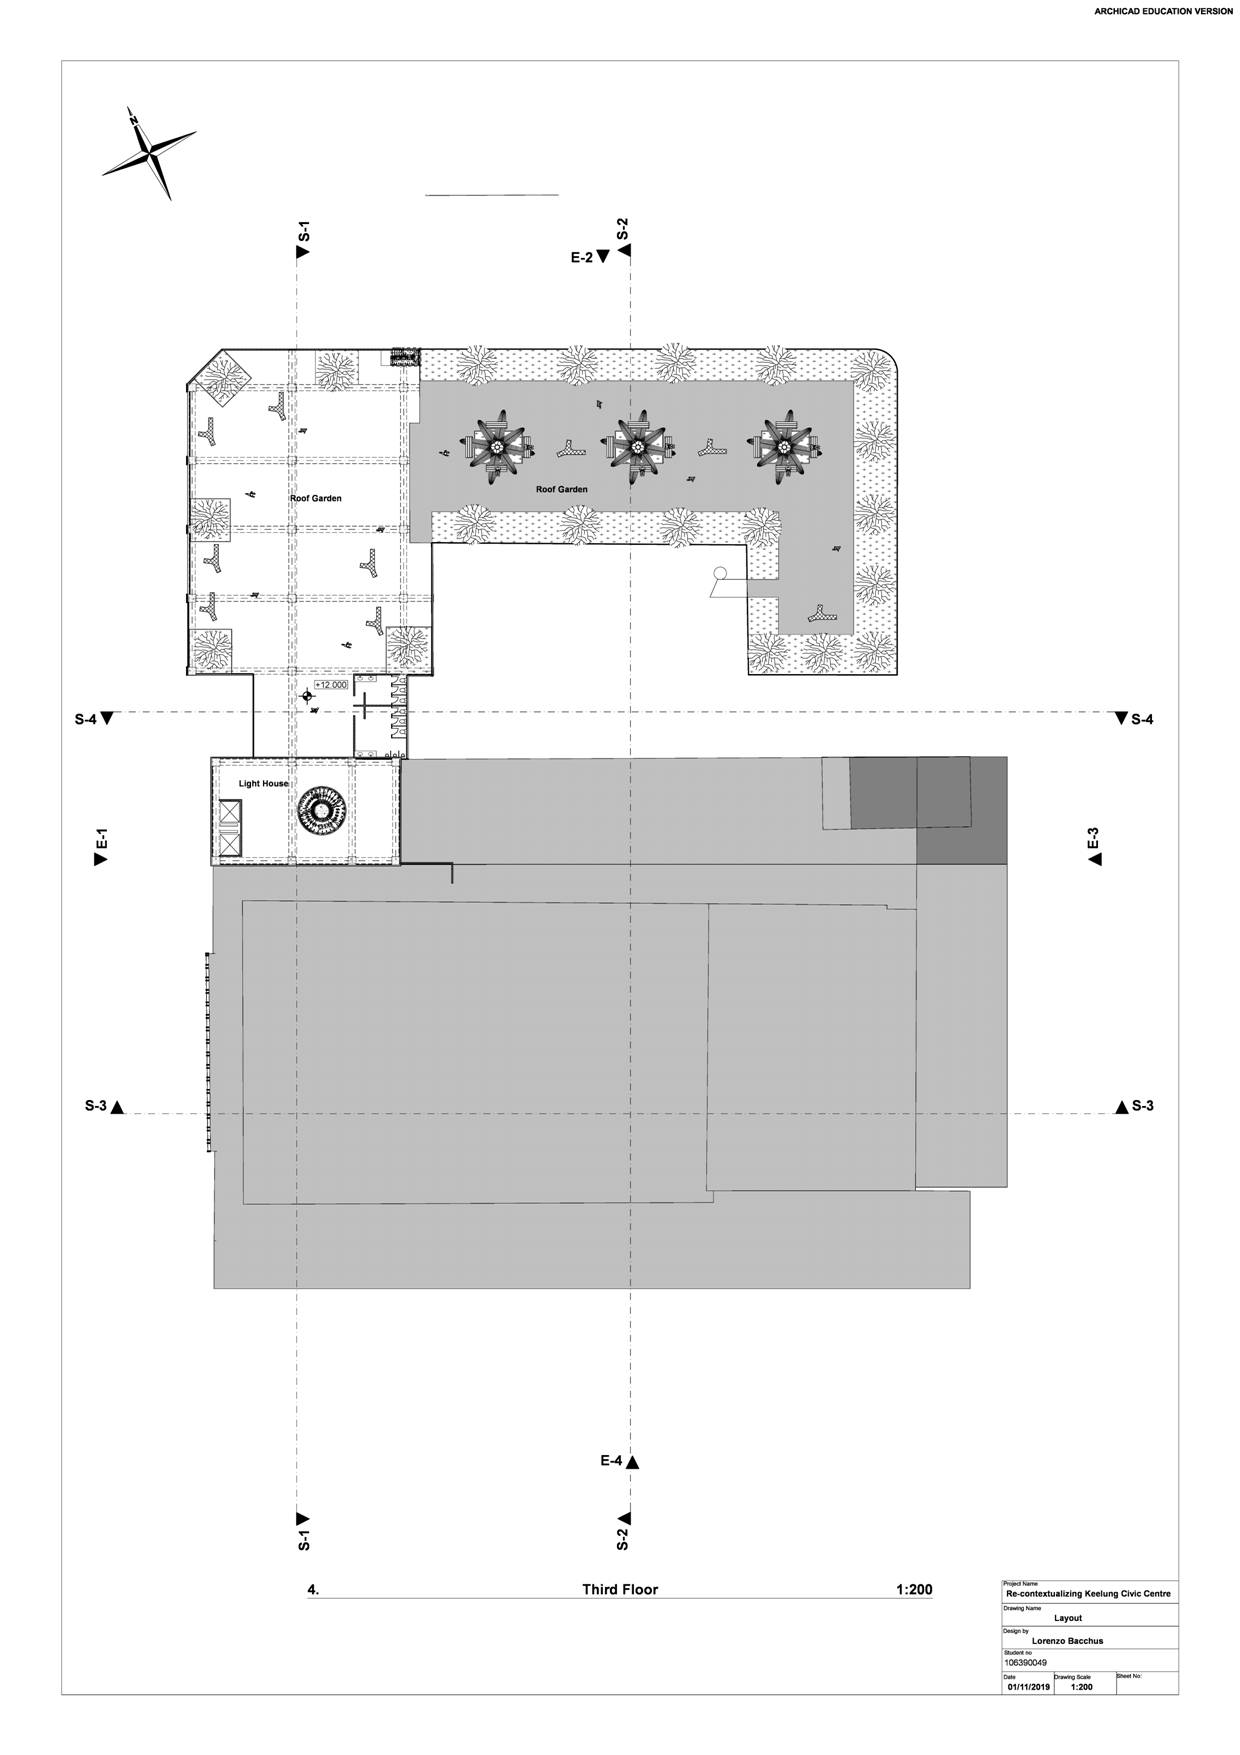 ARCHICAD EDUCATION VERSION
N
S-1
S-2
E-2
Roof Garden
Roof Garden
+12 000
S-4
S-4
Light House
E-1
E-3
S-3
S-3
E-4
S-1
S-2
4. Third Floor 1:200
Project Name
Re-contextualizing Keelung Civic Centre
Drawing Name
Layout
Design by
Lorenzo Bacchus
Student no
106390049
Date Drawing Scale Sheet No:
01/11/2019 1:200